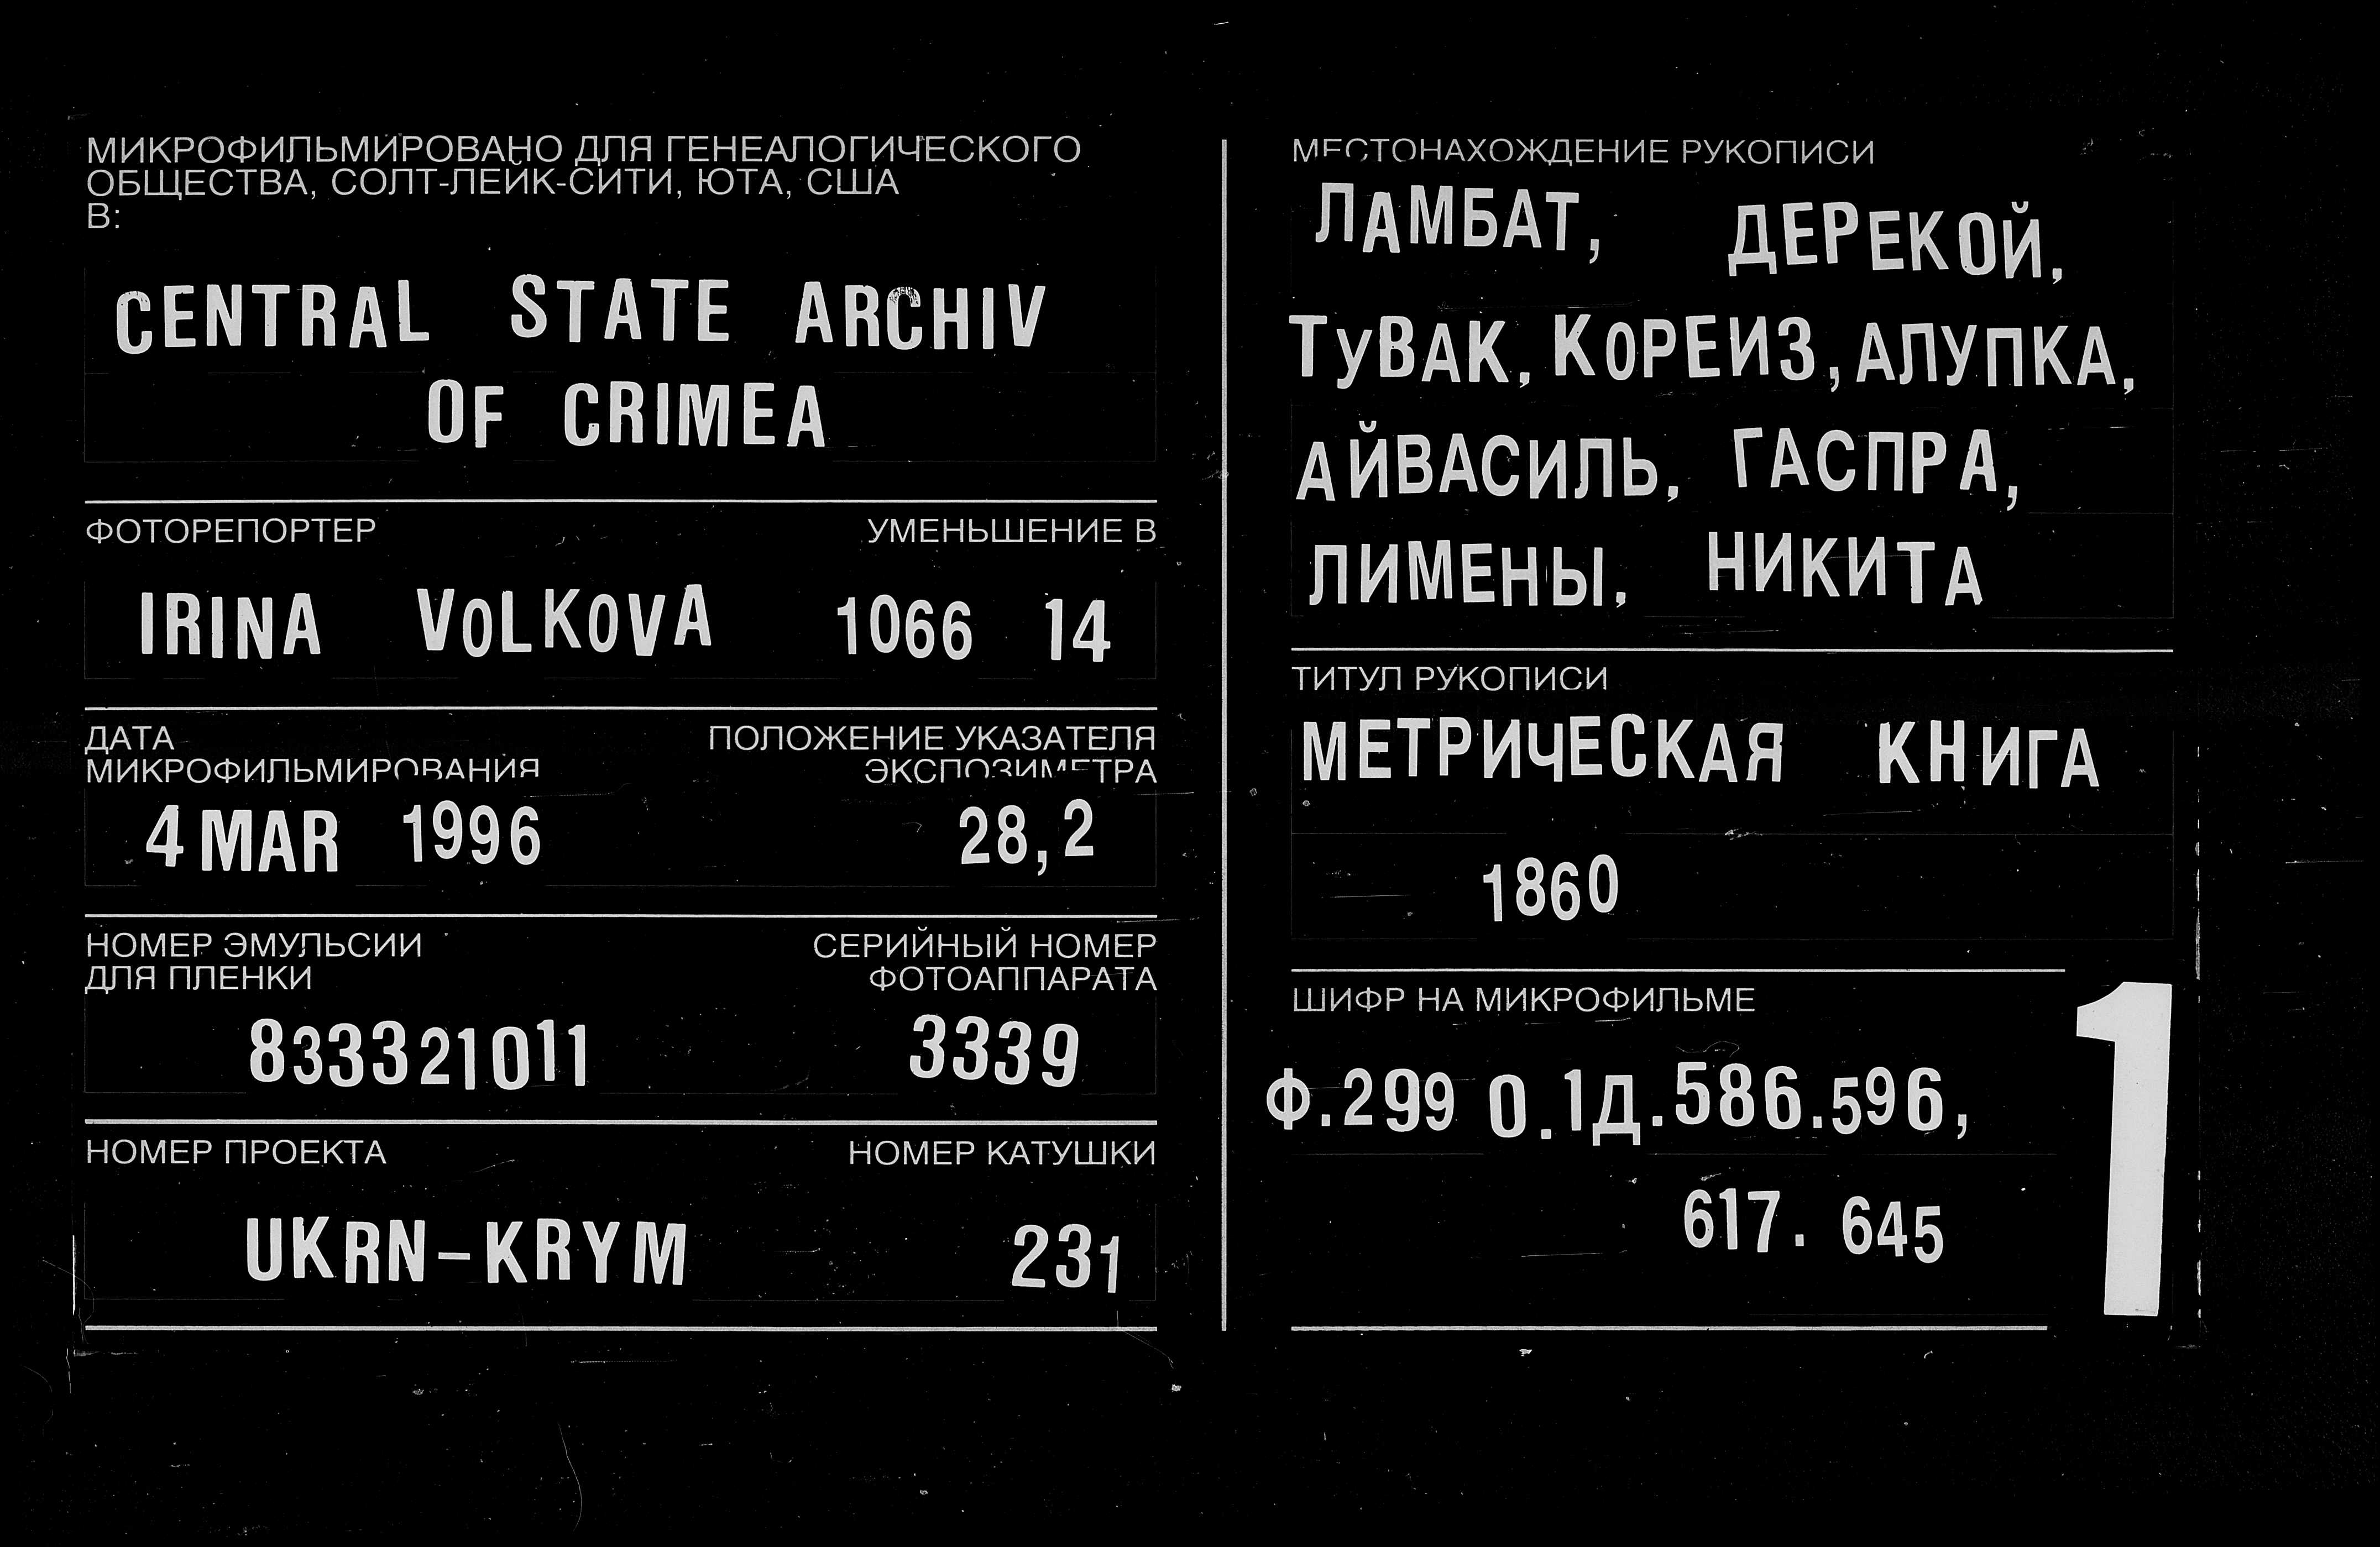 МИКРОФИЛЬМИРОВАНО ДЛЯ ГЕНЕАЛОГИЧЕСКОГО
ОБЩЕСТВА, СОЛТ-ЛЕЙК-СИТИ, ЮТА, США
В:
CENTRAL STATE ARCHIV
OF CRIMEA
ФОТОРЕПОРТЕР УМЕНЬШЕНИЕ В
IRINA VOLKOVA 1066 14
ДАТА ПОЛОЖЕНИЕ УКАЗАТЕЛЯ
МИКРОФИЛЬМИРОВАНИЯ ЭКСПОЗИМЕТРА
4 MAR 1996 28,2
НОМЕР ЭМУЛЬСИИ СЕРИЙНЫЙ НОМЕР
ДЛЯ ПЛЕНКИ ФОТОАППАРАТА
833321011 3339
НОМЕР ПРОЕКТА НОМЕР КАТУШКИ
UKRN-KRYM 231
МЕСТОНАХОЖДЕНИЕ РУКОПИСИ
ЛАМБАТ, ДЕРЕКОЙ,
ТУВАК, КОРЕИЗ, АЛУПКА,
АЙВАСИЛЬ, ГАСПРА,
ЛИМЕНЫ, НИКИТА
ТИТУЛ РУКОПИСИ
МЕТРИЧЕСКАЯ КНИГА
1860
ШИФР НА МИКРОФИЛЬМЕ
Ф.299 О.1Д.586.596,
617. 645
1